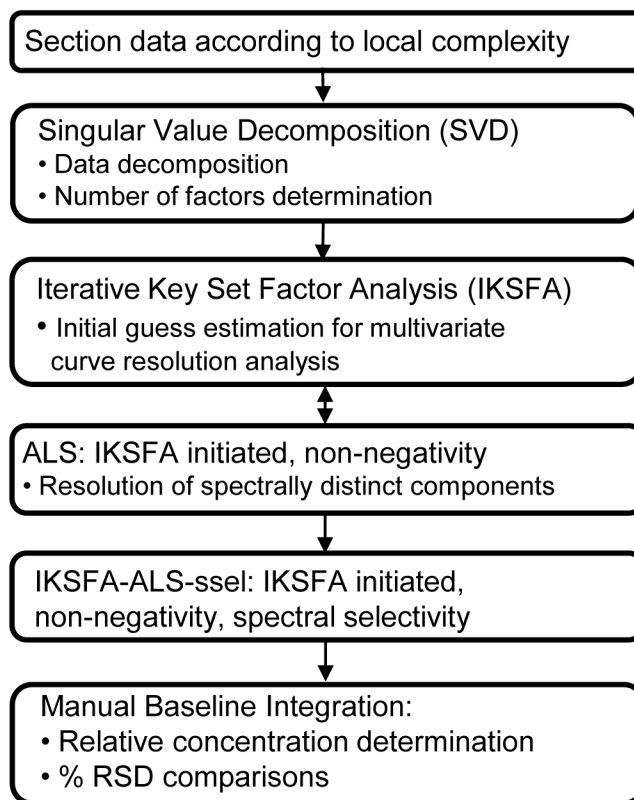 Section data according to local complexity
Singular Value Decomposition (SVD)
• Data decomposition
• Number of factors determination
Iterative Key Set Factor Analysis (IKSFA)
• Initial guess estimation for multivariate
curve resolution analysis
ALS: IKSFA initiated, non-negativity
• Resolution of spectrally distinct components
IKSFA-ALS-ssel: IKSFA initiated,
non-negativity, spectral selectivity
Manual Baseline Integration:
• Relative concentration determination
• % RSD comparisons